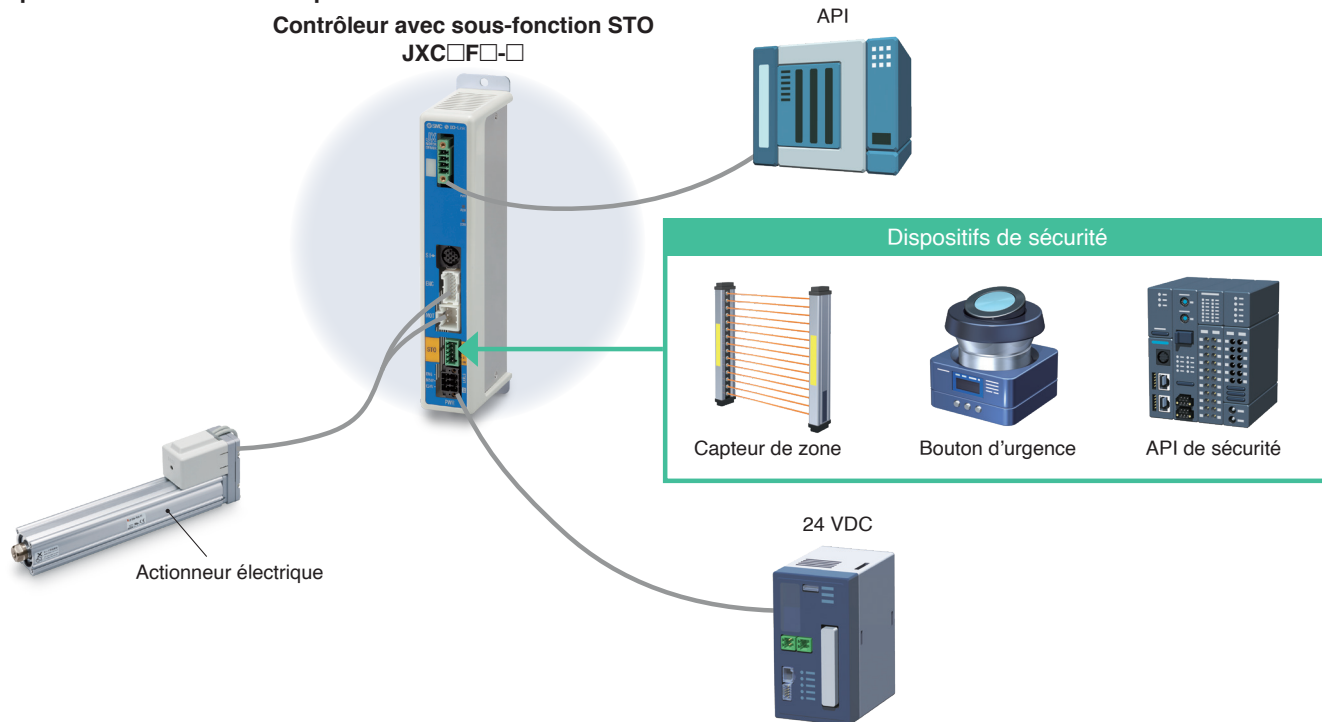 Contrôleur avec sous-fonction STO
JXC□F□-□
API
Dispositifs de sécurité
Capteur de zone
Bouton d’urgence
API de sécurité
24 VDC
Actionneur électrique
STO